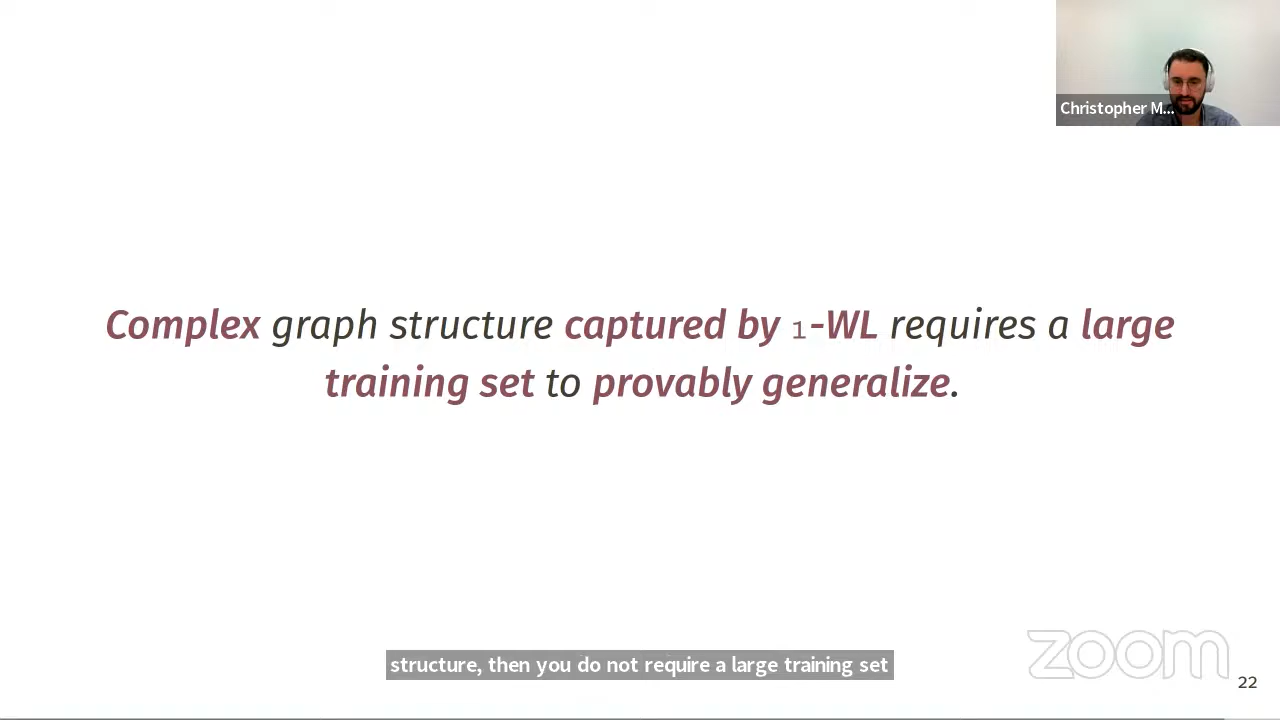 Christopher M...
Complex graph structure captured by 1-WL requires a large
training set to provably generalize.
structure, then you do not require a large training set
zoom
22